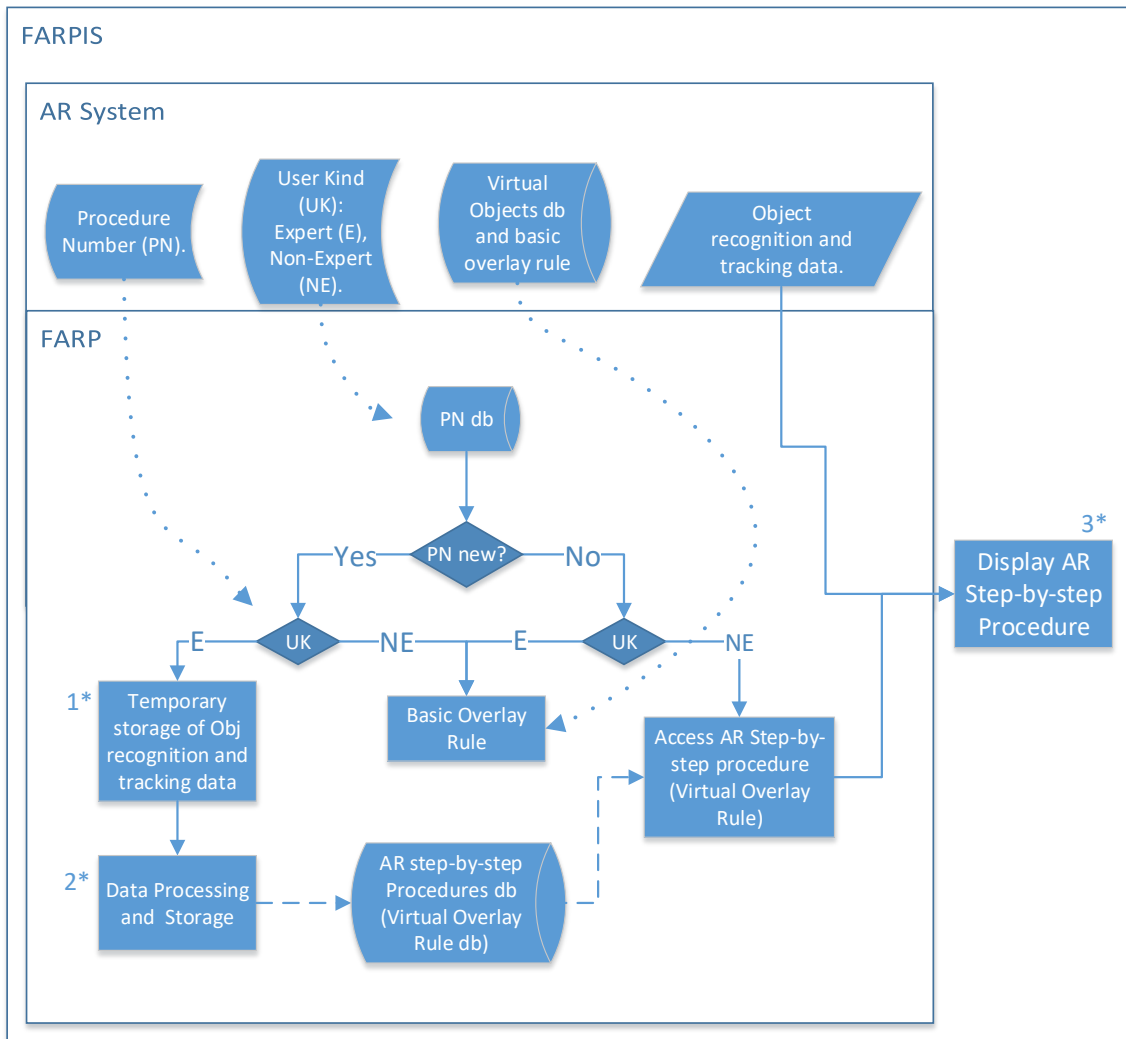 FARPIS
AR System
Procedure
Number (PN).
User Kind
(UK):
Expert (E),
Non-Expert
(NE).
Virtual
Objects db
and basic
overlay rule
Object
recognition and
tracking data.
FARP
PN db
PN new?
Yes
No
UK
E
NE
UK
E
NE
3*
Display AR
Step-by-step
Procedure
1*
Temporary
storage of Obj
recognition and
tracking data
Basic Overlay
Rule
Access AR Step-by-
step procedure
(Virtual Overlay
Rule)
2*
Data Processing
and Storage
AR step-by-step
Procedures db
(Virtual Overlay
Rule db)